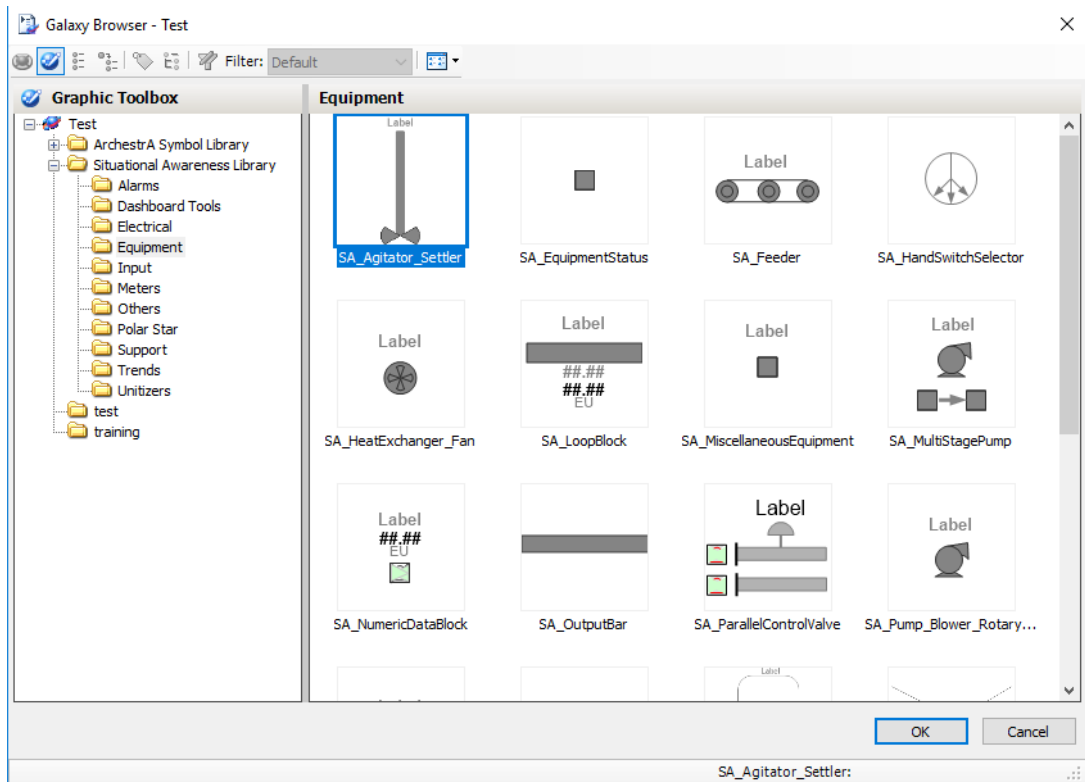 Galaxy Browser - Test
Filter: Default
Graphic Toolbox
Equipment
Test
ArchestrA Symbol Library
Situational Awareness Library
Alarms
Dashboard Tools
Electrical
Equipment
Input
Meters
Others
Polar Star
Support
Trends
Unitizers
test
training
Label
SA_Agitator_Settler
SA_EquipmentStatus
Label
SA_Feeder
SA_HandSwitchSelector
Label
SA_HeatExchanger_Fan
Label
##.##
##.##
EU
SA_LoopBlock
Label
SA_MiscellaneousEquipment
Label
SA_MultiStagePump
Label
##.##
EU
SA_NumericDataBlock
SA_OutputBar
Label
SA_ParallelControlValve
Label
SA_Pump_Blower_Rotary...
Label
OK
Cancel
SA_Agitator_Settler: